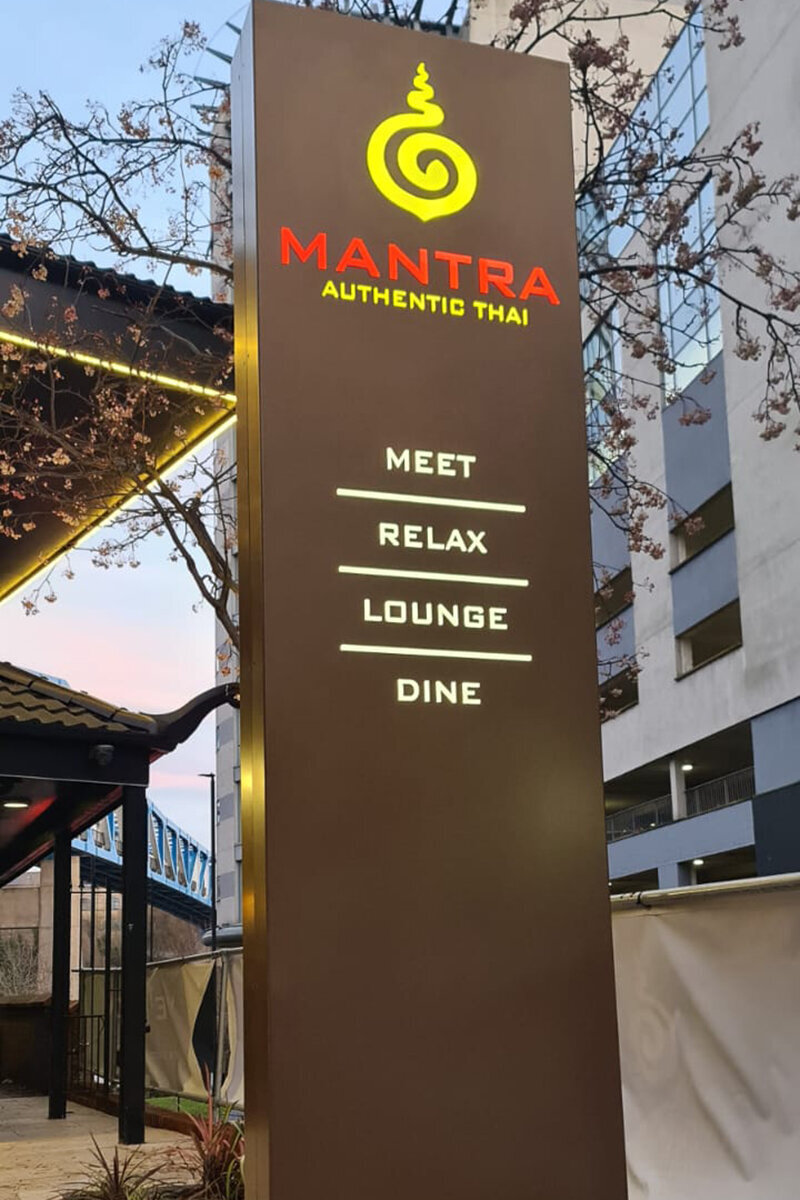 MANTRA
AUTHENTIC THAI
MEET
RELAX
LOUNGE
DINE